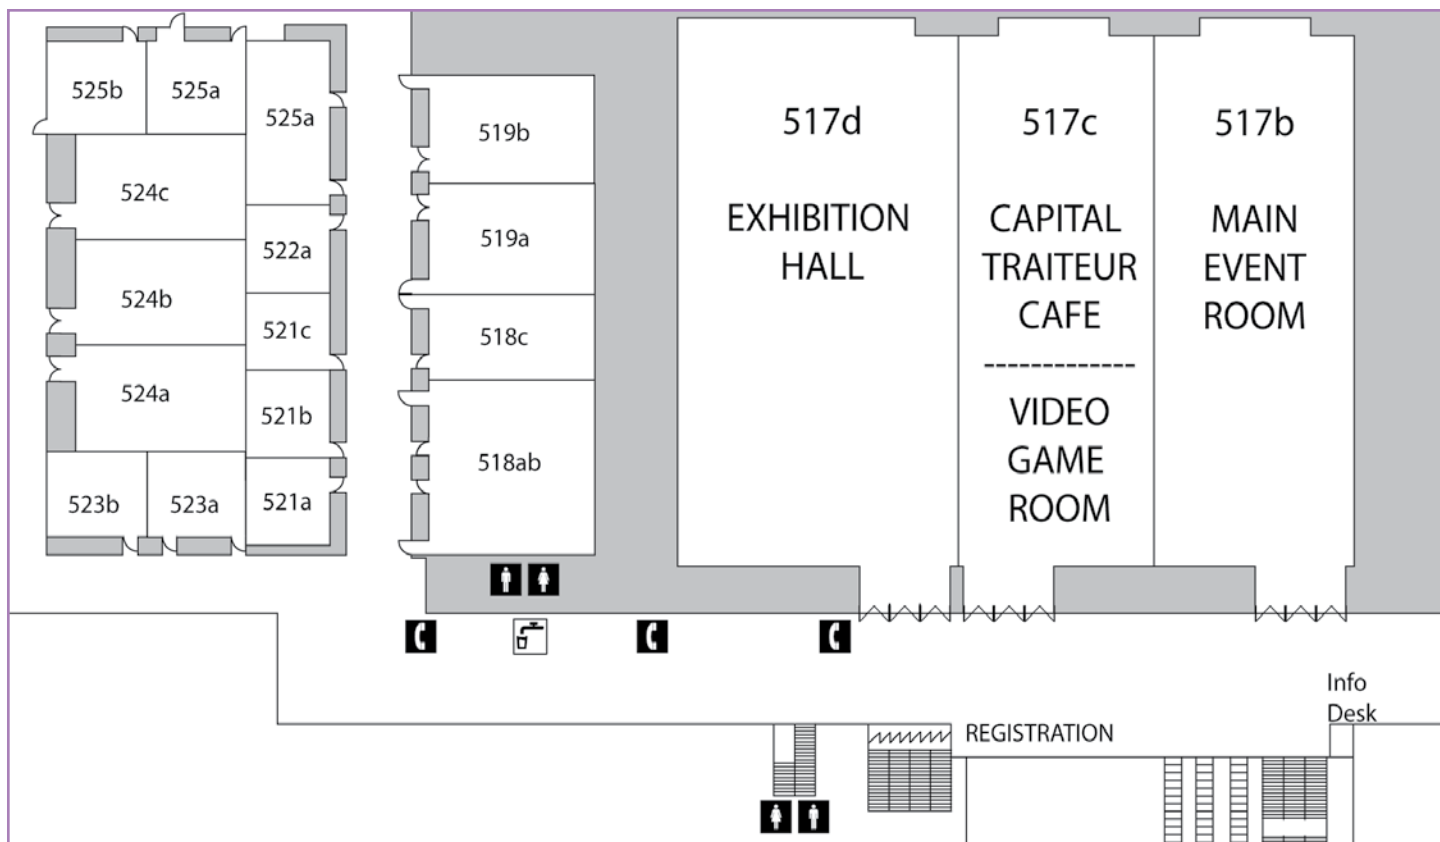 525b
525a
525a
524c
522a
524b
521c
524a
521b
523b
523a
521a
519b
519a
518c
518ab
517d
EXHIBITION
HALL
517c
CAPITAL
TRAITEUR
CAFE
-------------
VIDEO
GAME
ROOM
517b
MAIN
EVENT
ROOM
Info
Desk
REGISTRATION